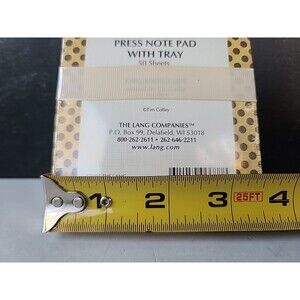 PRESS NOTE PAD
WITH TRAY
50 Sheets
©Tim Coffey
THE LANG COMPANIES™
P.O. Box 99, Delafield, WI 53018
800-262-2611 • 262-646-2211
www.lang.com
1 2 3 25FT 4